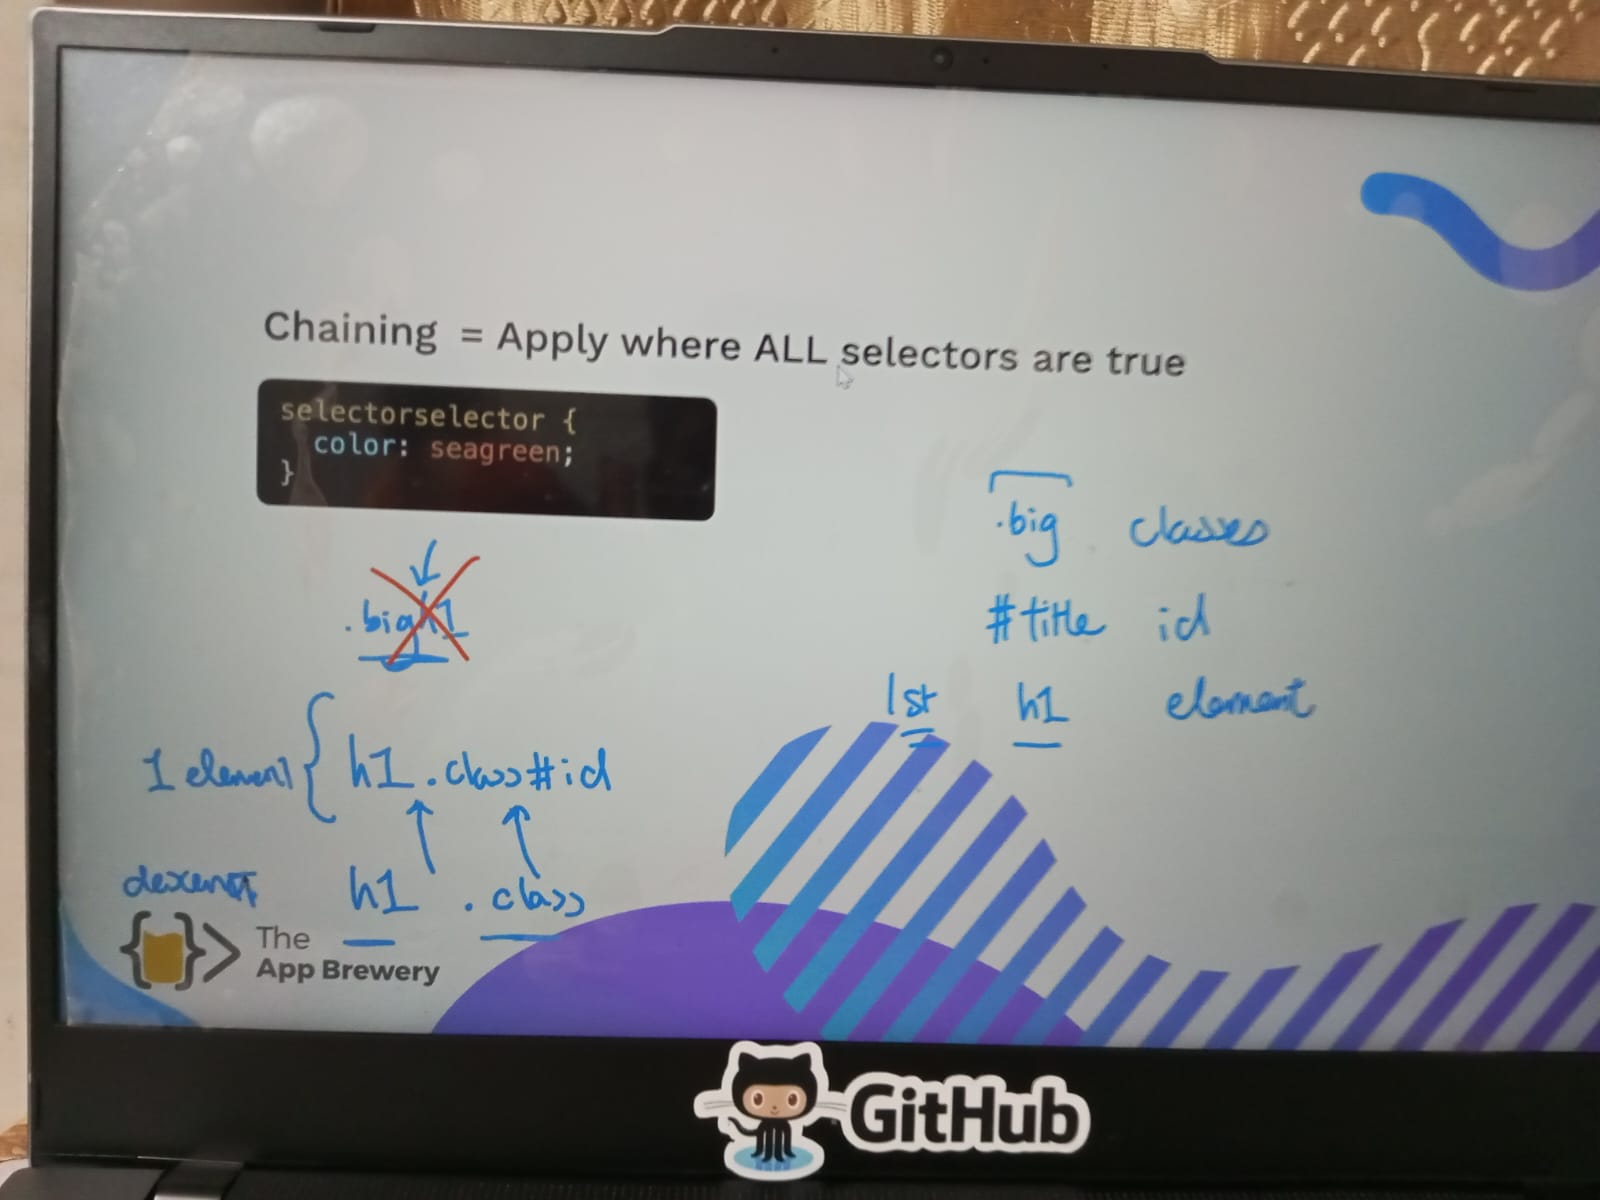 Chaining = Apply where ALL selectors are true
selectorselector {
color: seagreen;
}
.big classes
.bigh1
#title id
1st h1 element
1 element { h1.class#id
h1 .class
The
App Brewery
GitHub